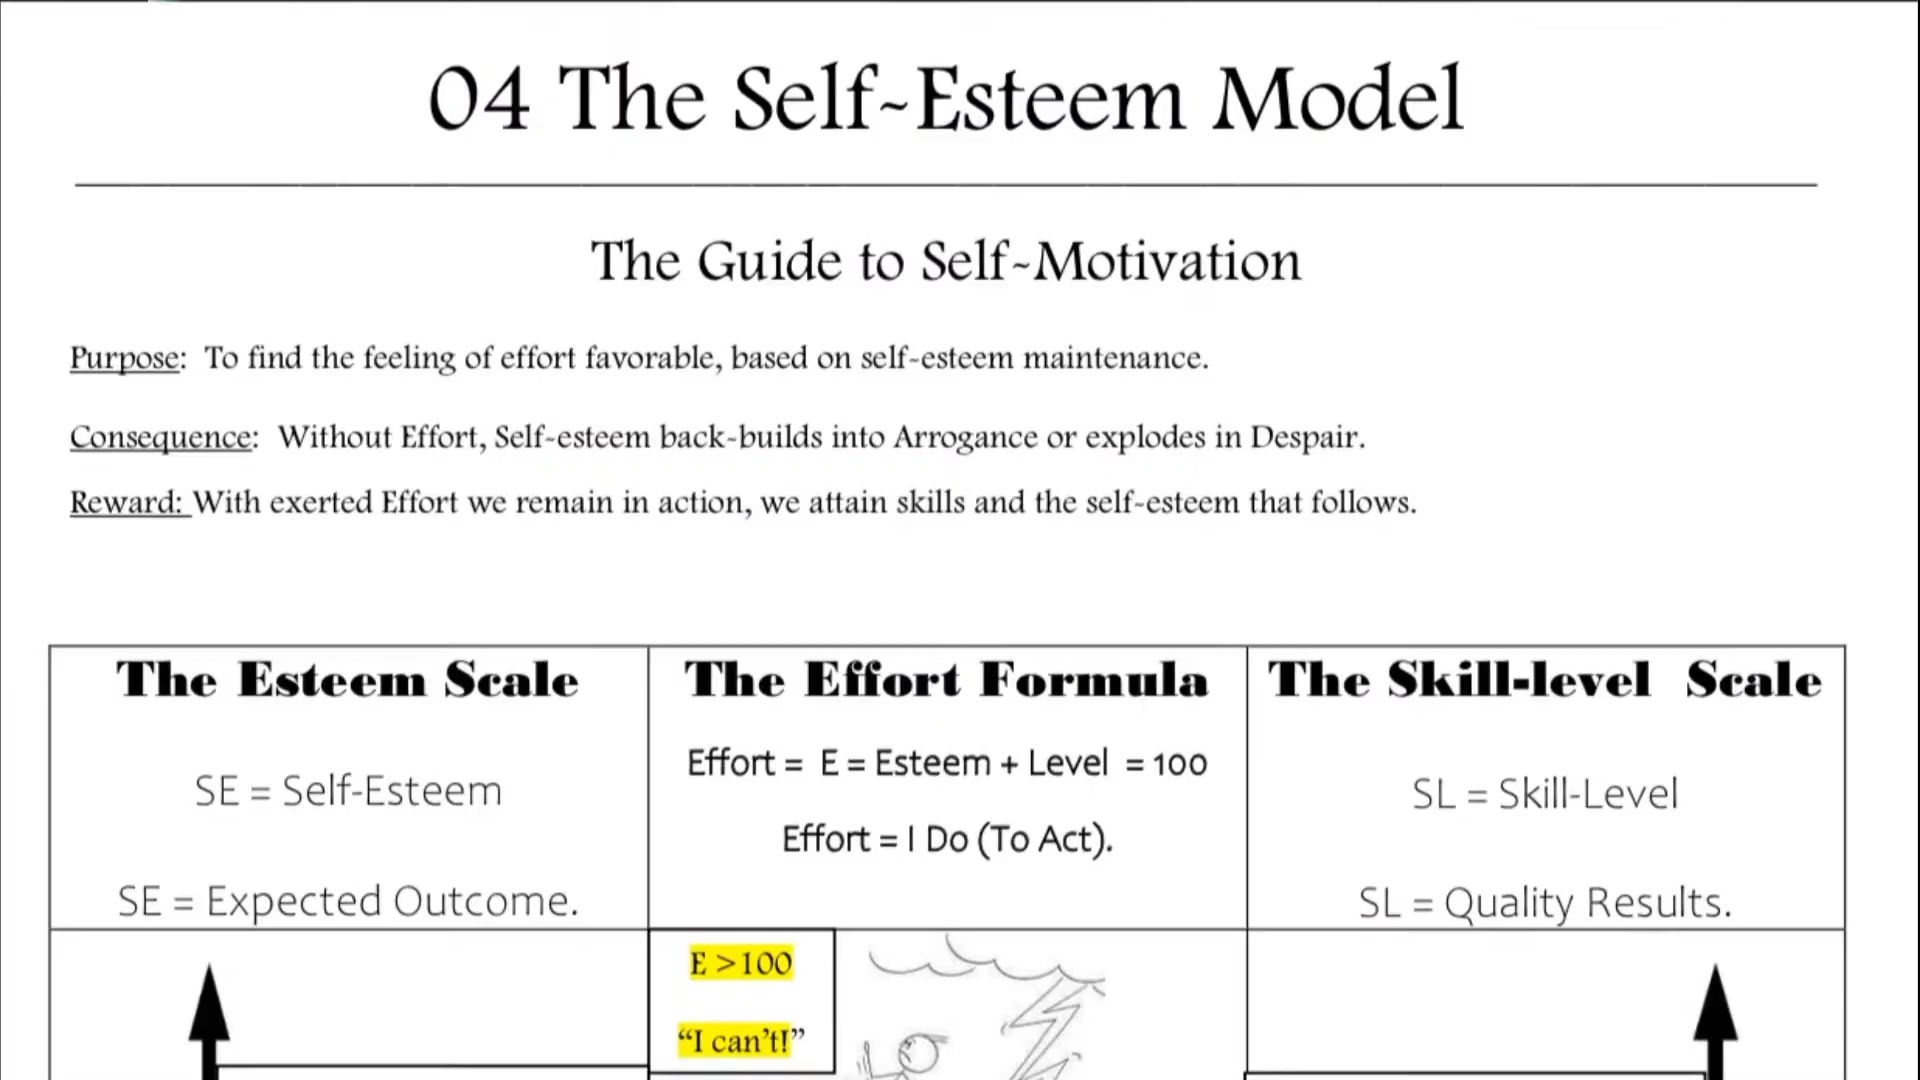 04 The Self-Esteem Model
The Guide to Self-Motivation
Purpose: To find the feeling of effort favorable, based on self-esteem maintenance.
Consequence: Without Effort, Self-esteem back-builds into Arrogance or explodes in Despair.
Reward: With exerted Effort we remain in action, we attain skills and the self-esteem that follows.
The Esteem Scale
SE = Self-Esteem
SE = Expected Outcome.
The Effort Formula
Effort = E = Esteem + Level = 100
Effort = I Do (To Act).
The Skill-level Scale
SL = Skill-Level
SL = Quality Results.
E >100
“I can’t!”